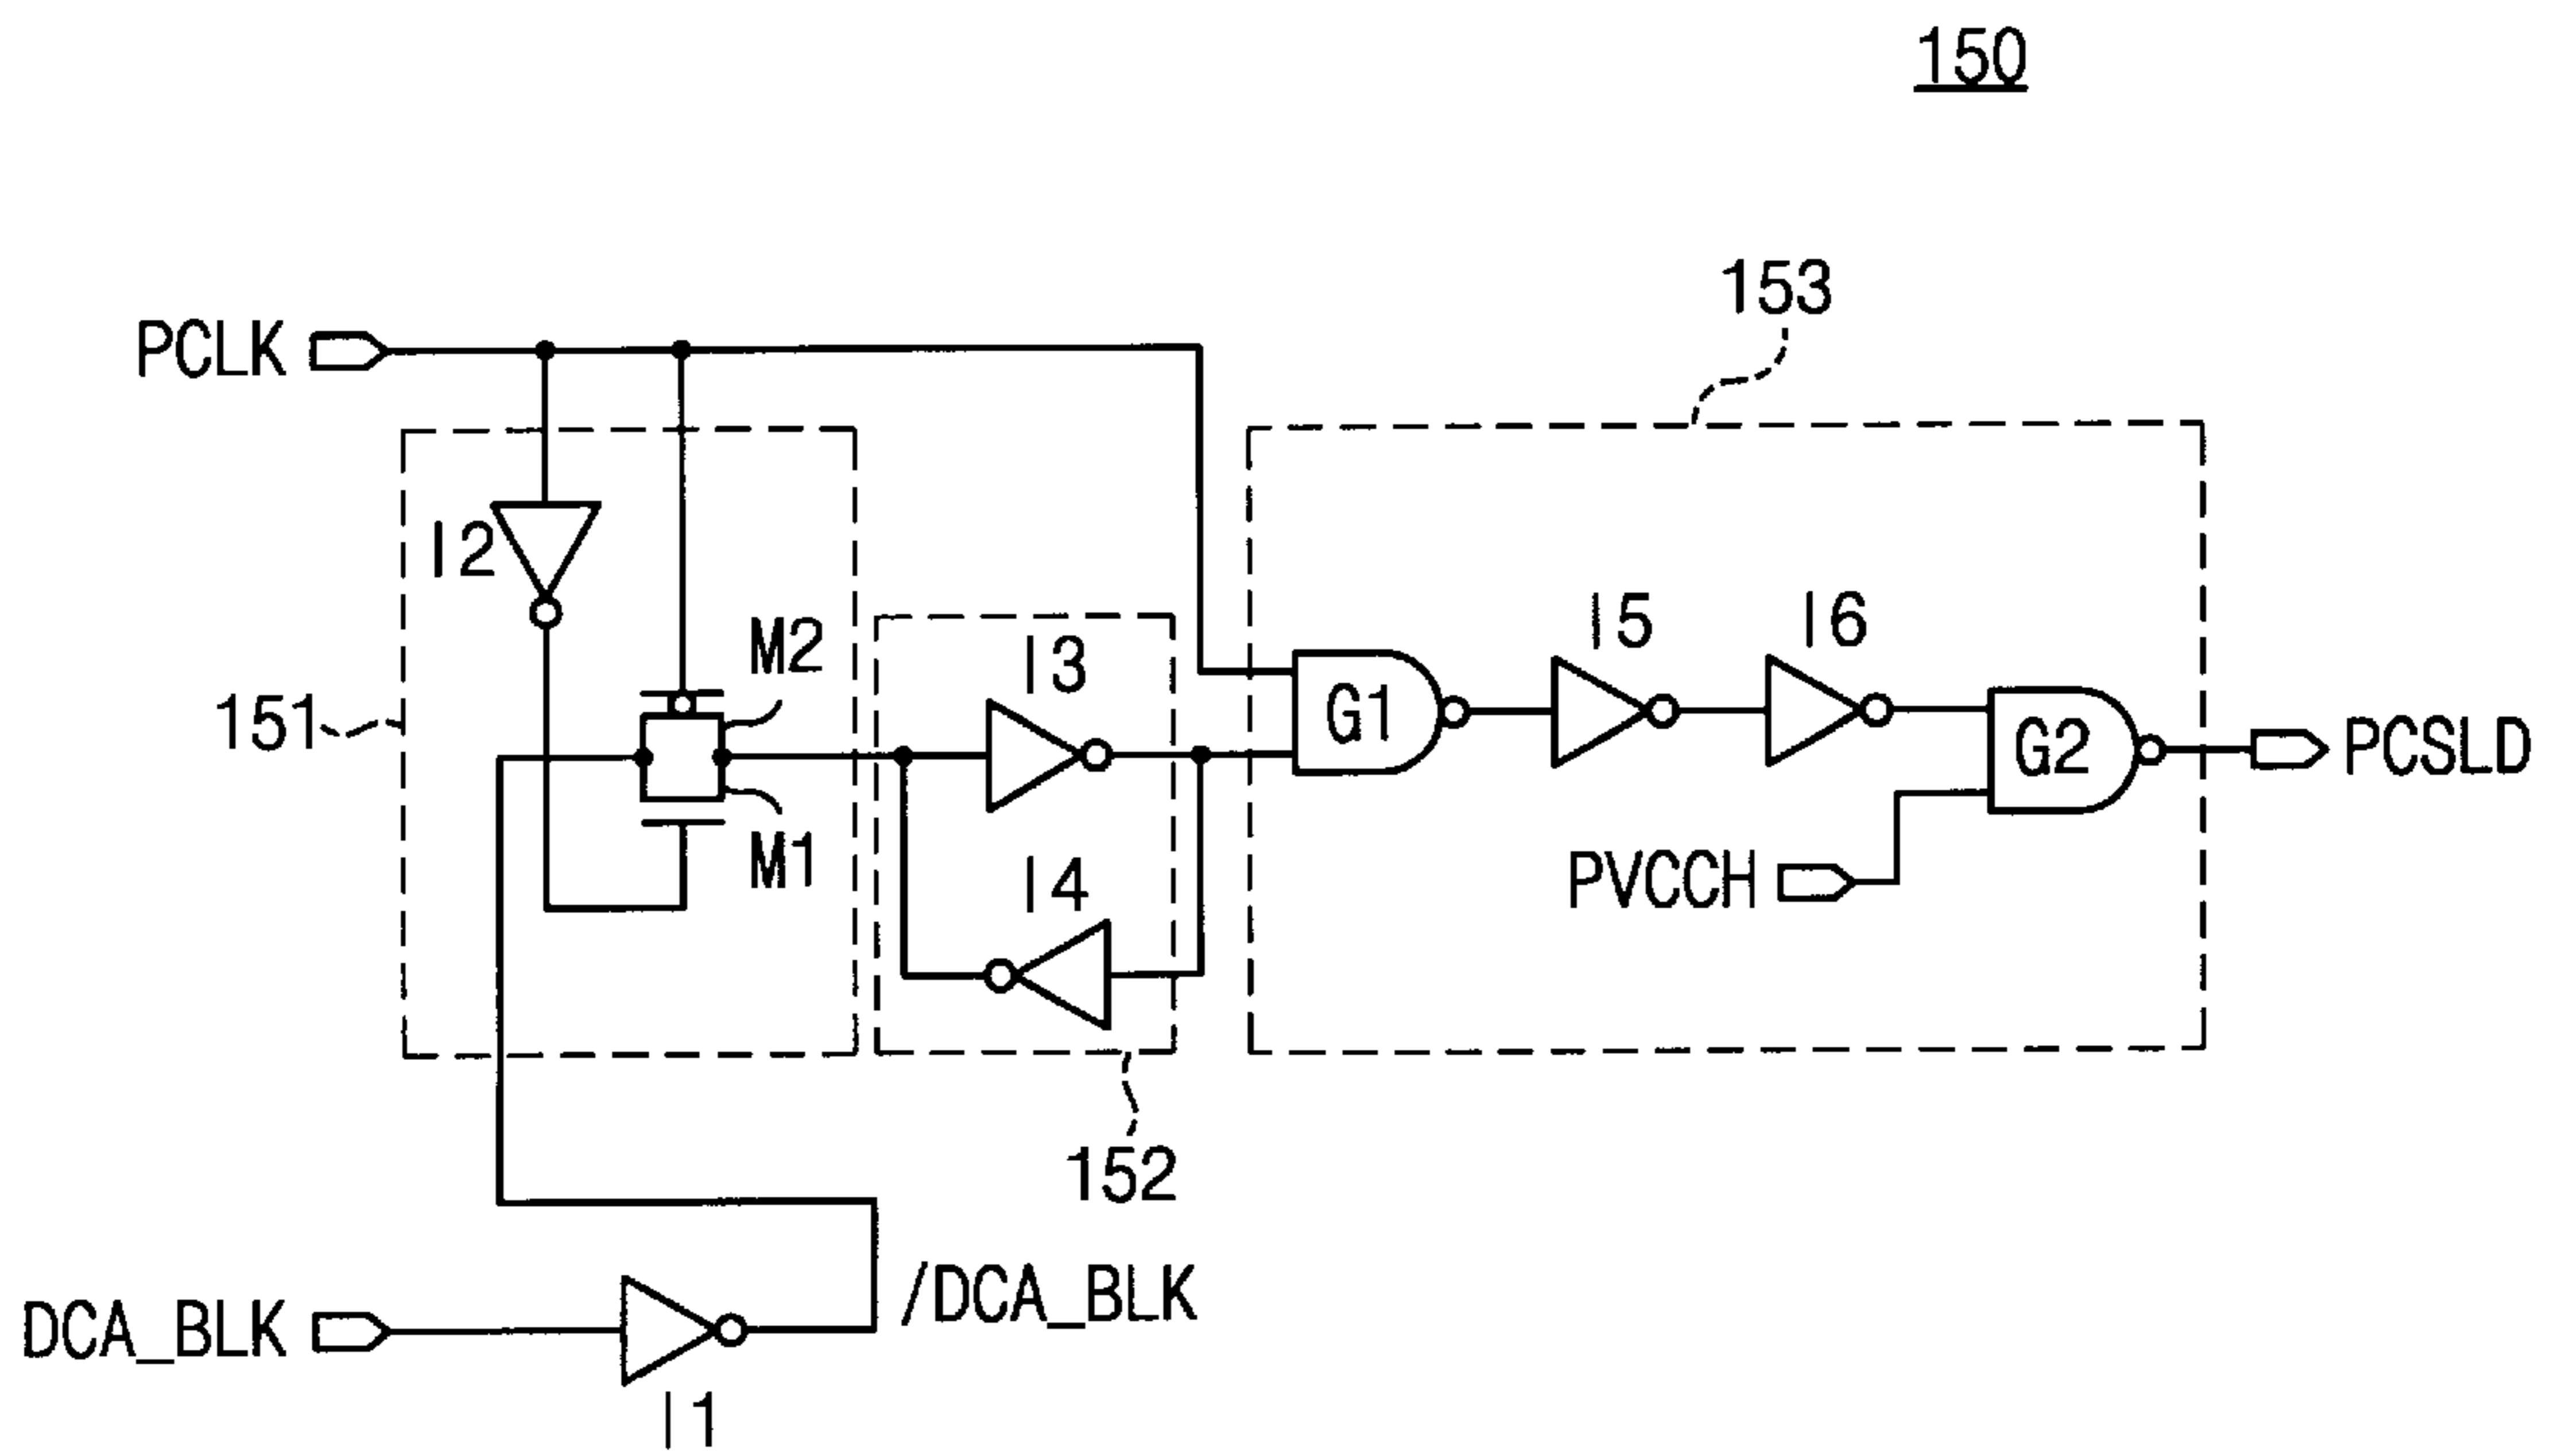 150
153
PCLK
I2
M2
I3
I5
I6
151
G1
G2
PCSLD
M1
I4
PVCCH
152
/DCA_BLK
DCA_BLK
I1